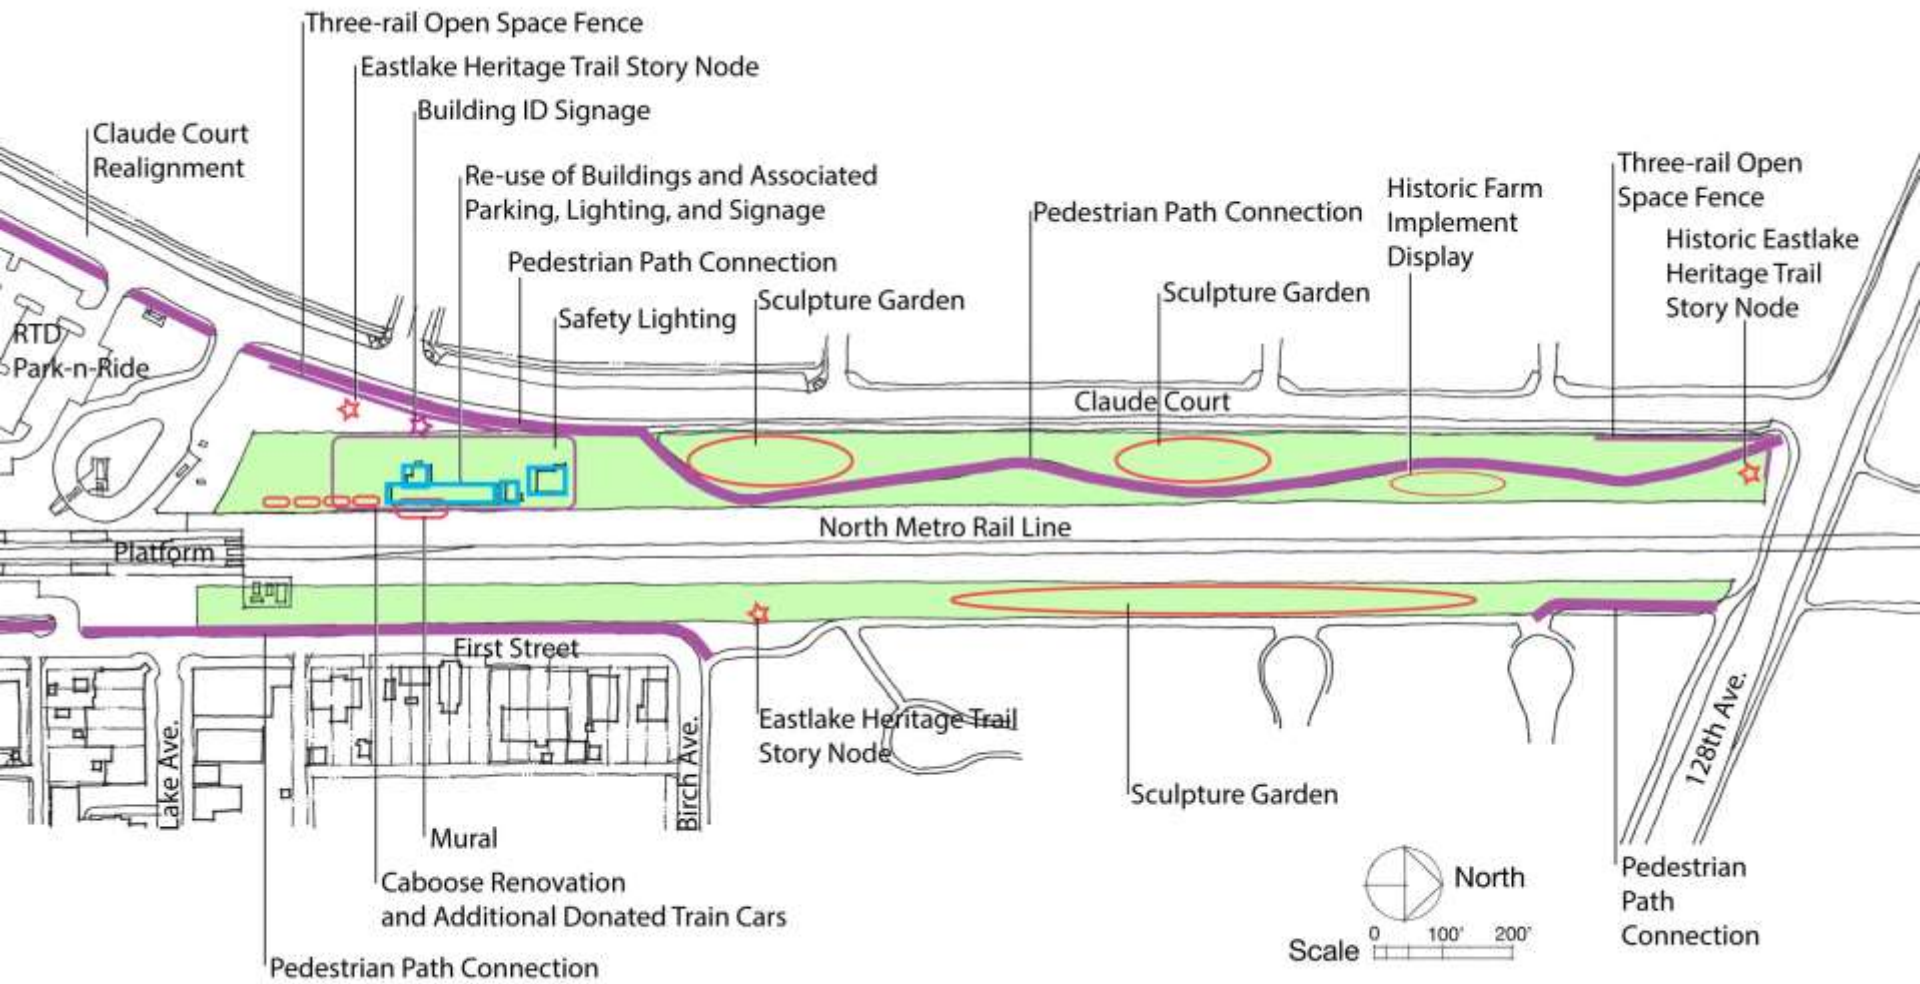 Three-rail Open Space Fence
Eastlake Heritage Trail Story Node
Building ID Signage
Claude Court
Realignment
Re-use of Buildings and Associated
Parking, Lighting, and Signage
Pedestrian Path Connection
Safety Lighting
Sculpture Garden
Pedestrian Path Connection
Sculpture Garden
Historic Farm
Implement
Display
Three-rail Open
Space Fence
Historic Eastlake
Heritage Trail
Story Node
RTD
Park-n-Ride
Claude Court
North Metro Rail Line
Platform
First Street
Lake Ave.
Birch Ave.
128th Ave.
Eastlake Heritage Trail
Story Node
Sculpture Garden
Mural
Caboose Renovation
and Additional Donated Train Cars
Pedestrian Path Connection
Pedestrian
Path
Connection
North
Scale
0 100' 200'